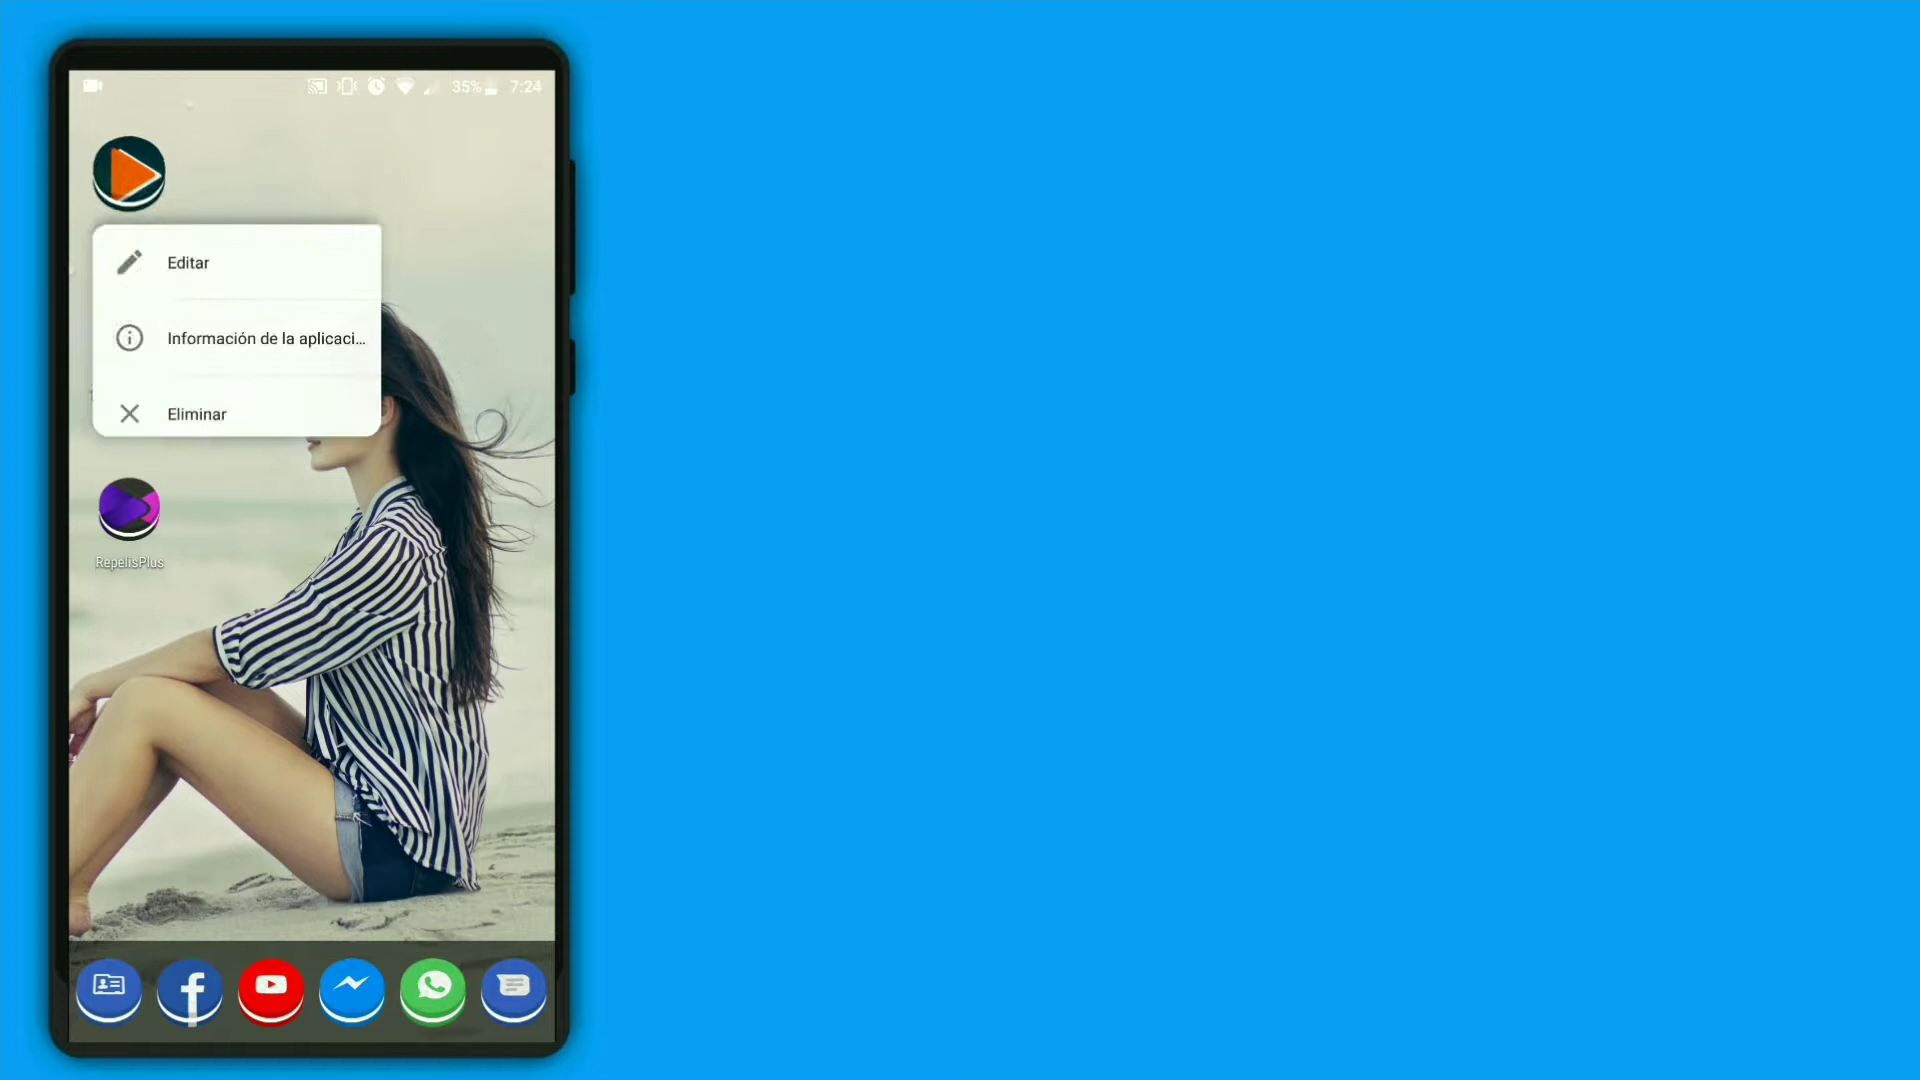 35% 7:24
Editar
Información de la aplicaci...
Eliminar
RepelisPlus